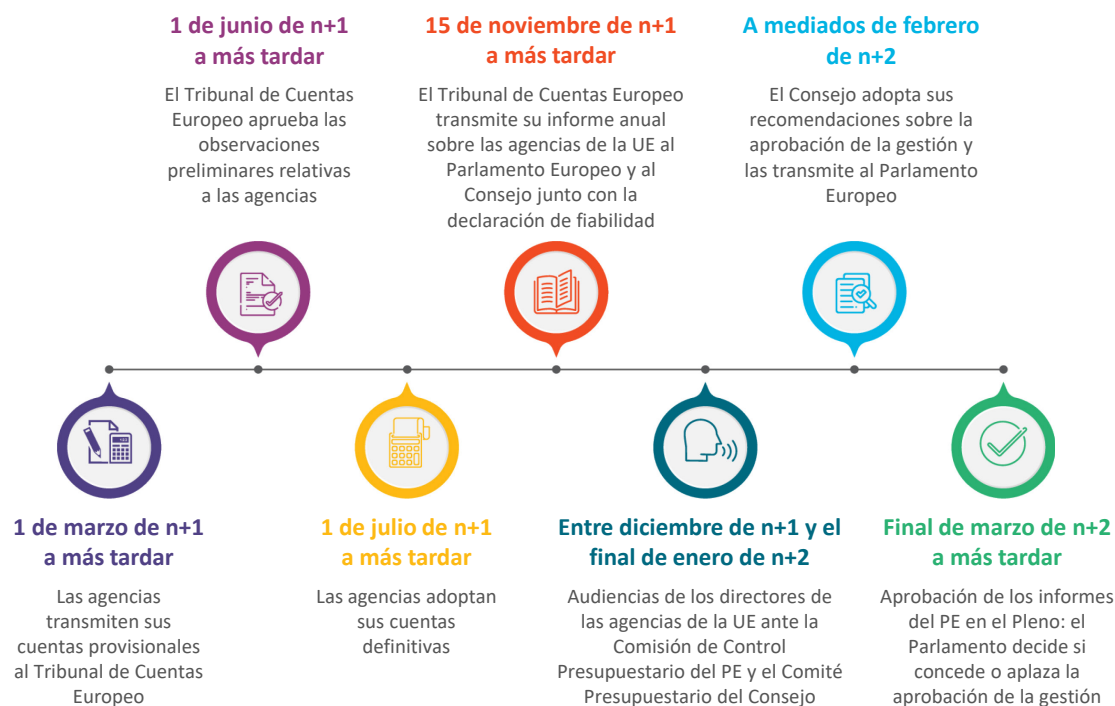 1 de junio de n+1
a más tardar
El Tribunal de Cuentas
Europeo aprueba las
observaciones
preliminares relativas
a las agencias
15 de noviembre de n+1
a más tardar
El Tribunal de Cuentas Europeo
transmite su informe anual
sobre las agencias de la UE al
Parlamento Europeo y al
Consejo junto con la
declaración de fiabilidad
A mediados de febrero
de n+2
El Consejo adopta sus
recomendaciones sobre la
aprobación de la gestión y
las transmite al Parlamento
Europeo
1 de marzo de n+1
a más tardar
Las agencias
transmiten sus
cuentas provisionales
al Tribunal de Cuentas
Europeo
1 de julio de n+1
a más tardar
Las agencias adoptan
sus cuentas
definitivas
Entre diciembre de n+1 y el
final de enero de n+2
Audiencias de los directores de
las agencias de la UE ante la
Comisión de Control
Presupuestario del PE y el Comité
Presupuestario del Consejo
Final de marzo de n+2
a más tardar
Aprobación de los informes
del PE en el Pleno: el
Parlamento decide si
concede o aplaza la
aprobación de la gestión